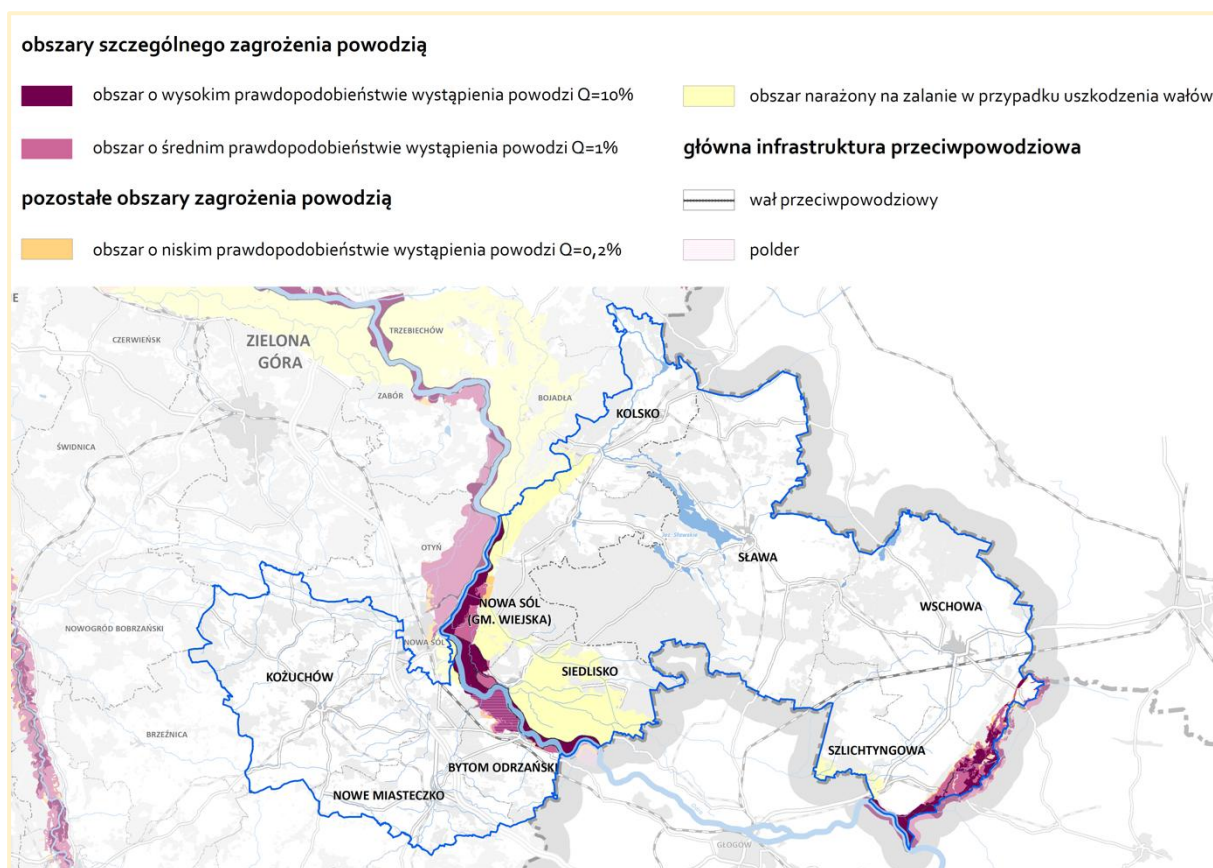 obszary szczególnego zagrożenia powodzią
obszar o wysokim prawdopodobieństwie wystąpienia powodzi Q=10%
obszar o średnim prawdopodobieństwie wystąpienia powodzi Q=1%
pozostałe obszary zagrożenia powodzią
obszar o niskim prawdopodobieństwie wystąpienia powodzi Q=0,2%
obszar narażony na zalanie w przypadku uszkodzenia wałów
główna infrastruktura przeciwpowodziowa
wał przeciwpowodziowy
polder
TRZEBIECHÓW
CZERWIEŃSK
ZIELONA
GÓRA
ZABÓR
BOJADŁA
KOLSKO
ŚWIDNICA
OTYŃ
Jez. Sławskie
SŁAWA
NOWA SÓL
(GM. WIEJSKA)
WSCHOWA
NOWOGRÓD BOBRZAŃSKI
NOWA SÓL
SIEDLISKO
KOŻUCHÓW
BRZEŹNICA
SZLICHTYNGOWA
BYTOM ODRZAŃSKI
NOWE MIASTECZKO
GŁOGÓW